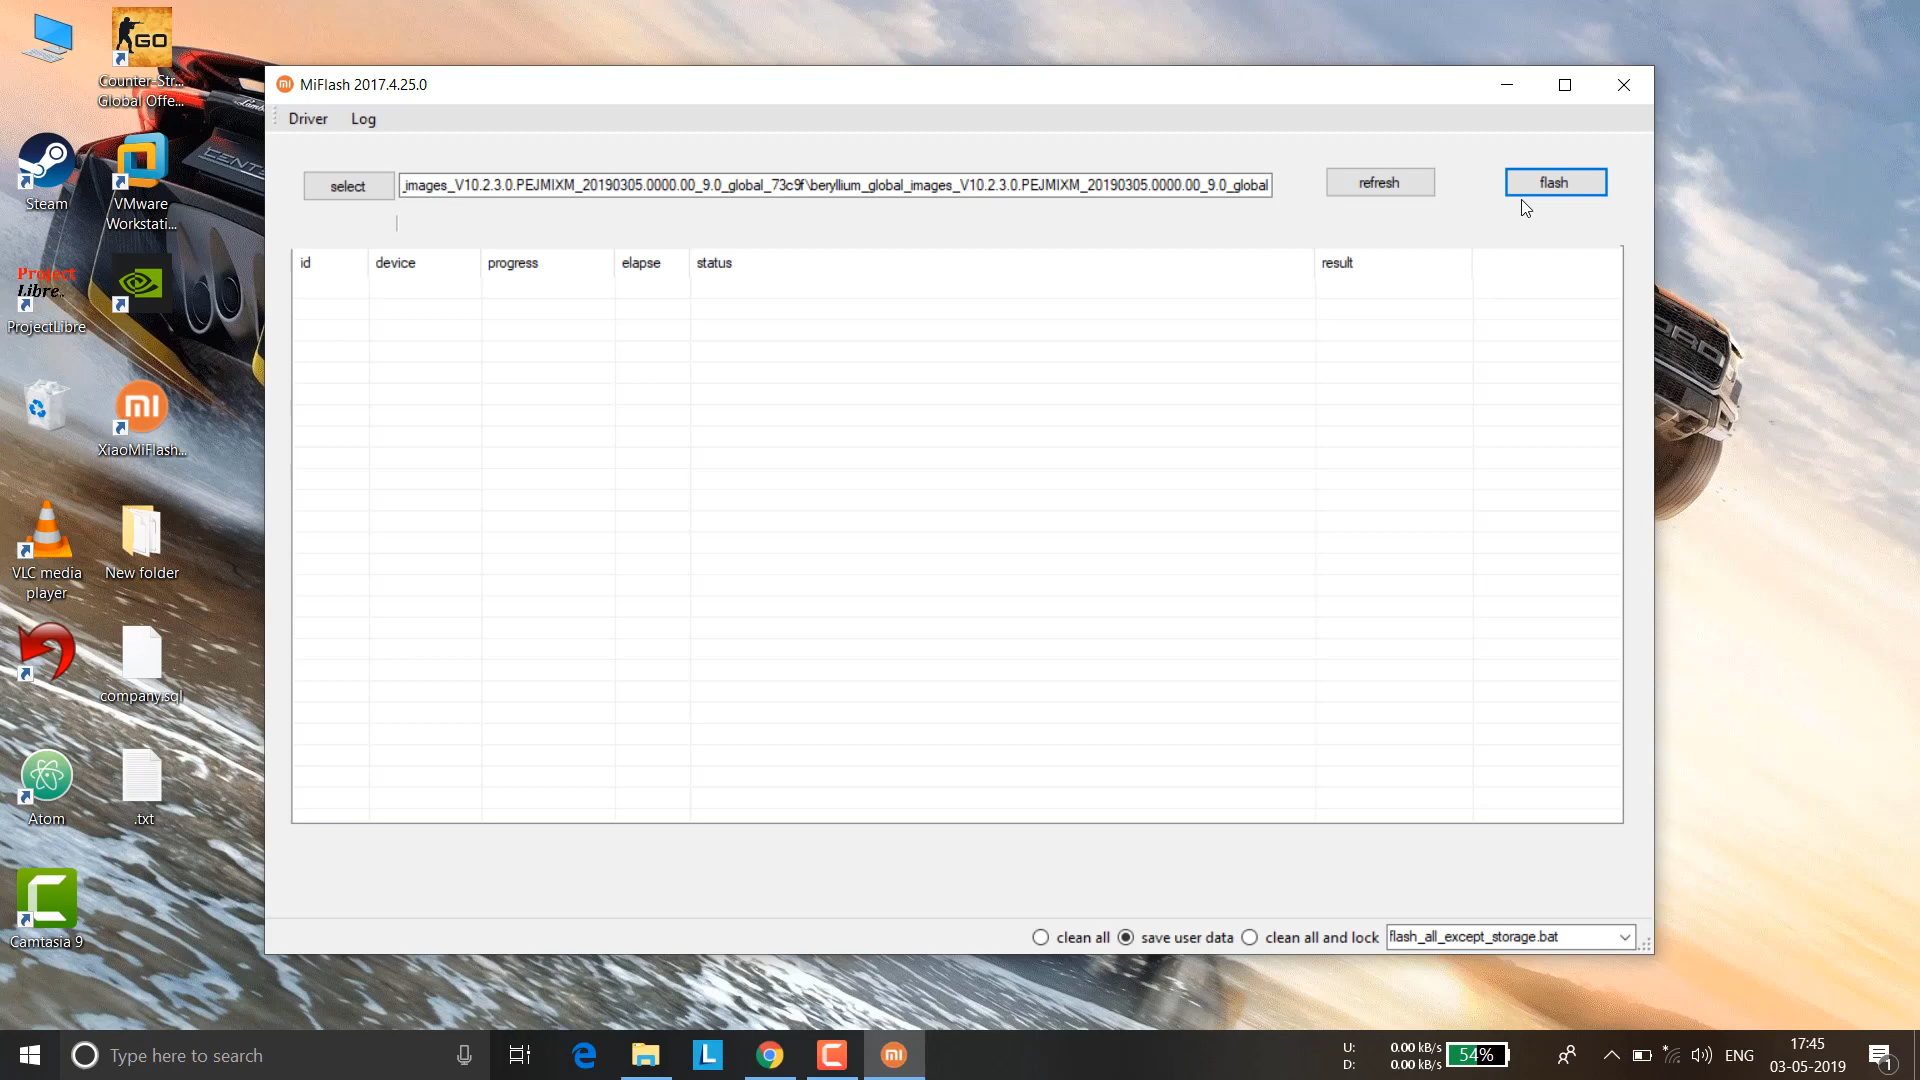 Counter-Str...
Global Offe...
Steam
VMware
Workstati...
Project
Libre.
ProjectLibre
XiaoMiFlash...
VLC media
player
New folder
company.sql
Atom
.txt
Camtasia 9
MiFlash 2017.4.25.0
Driver
Log
select
_images_V10.2.3.0.PEJMIXM_20190305.0000.00_9.0_global_73c9f\beryllium_global_images_V10.2.3.0.PEJMIXM_20190305.0000.00_9.0_global
refresh
flash
id
device
progress
elapse
status
result
clean all
save user data
clean all and lock
flash_all_except_storage.bat
Type here to search
U: 0.00 kB/s
D: 0.00 kB/s
54%
ENG
17:45
03-05-2019
1